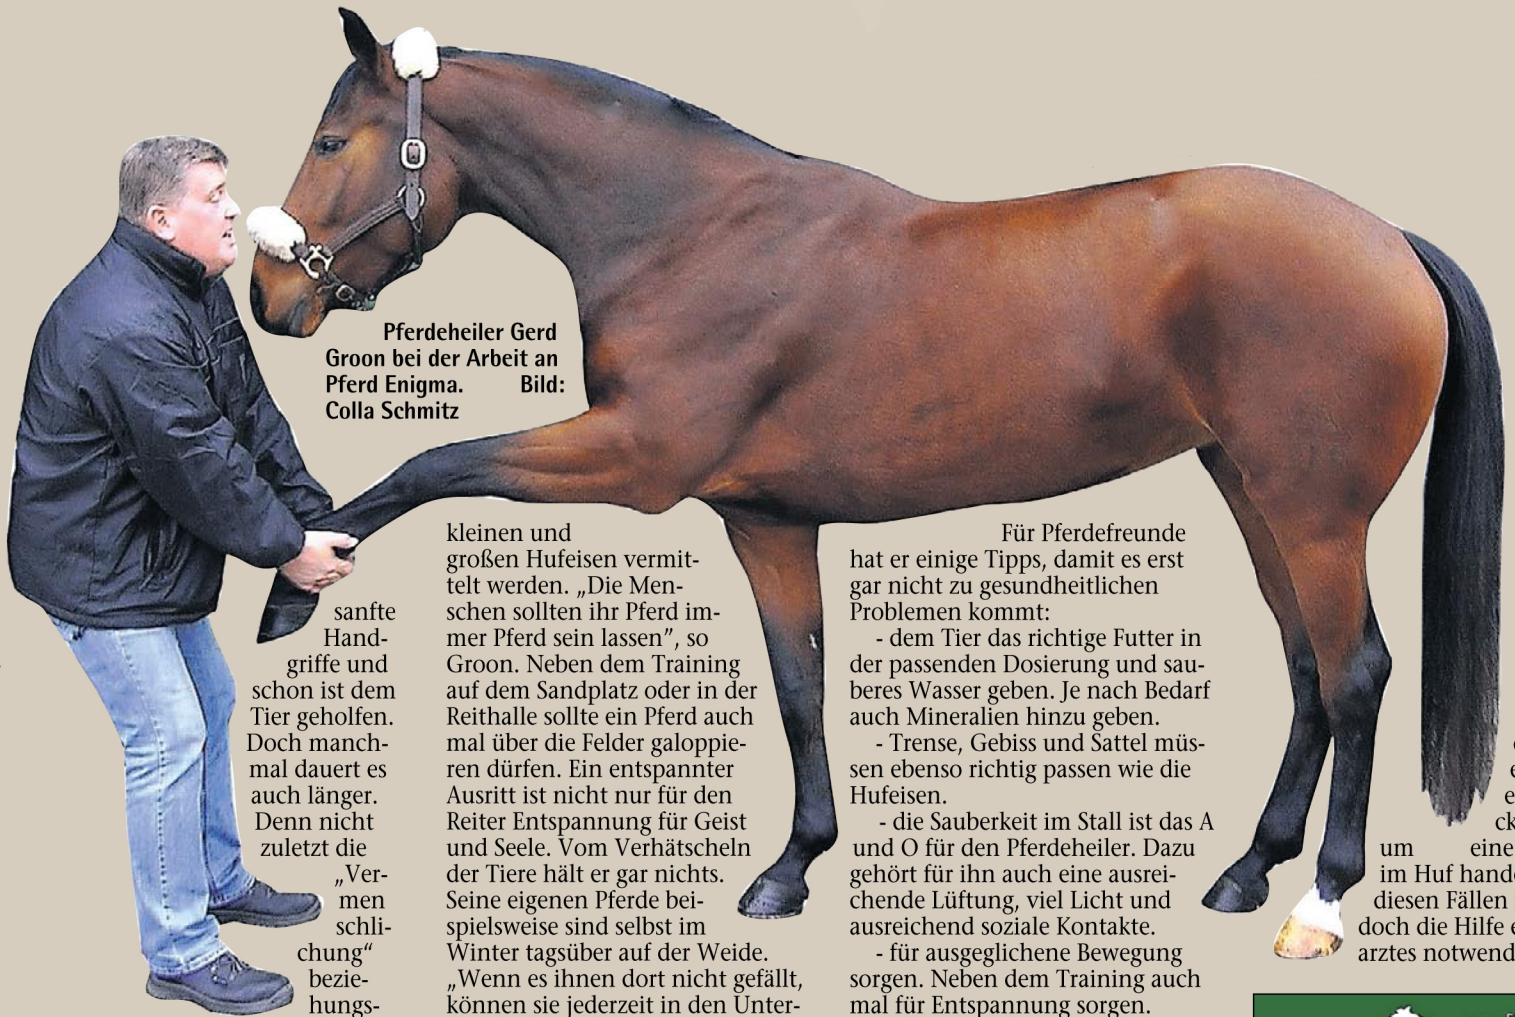 Pferdeheiler Gerd
Groon bei der Arbeit an
Pferd Enigma. Bild:
Colla Schmitz
sanfte
Hand-
griffe und
schon ist dem
Tier geholfen.
Doch manch-
mal dauert es
auch länger.
Denn nicht
zuletzt die
„Ver-
men
schli-
chung“
bezie-
hungs-
kleinen und
großen Hufeisen vermit-
telt werden. „Die Men-
schen sollten ihr Pferd im-
mer Pferd sein lassen”, so
Groon. Neben dem Training
auf dem Sandplatz oder in der
Reithalle sollte ein Pferd auch
mal über die Felder galoppie-
ren dürfen. Ein entspannter
Ausritt ist nicht nur für den
Reiter Entspannung für Geist
und Seele. Vom Verhätscheln
der Tiere hält er gar nichts.
Seine eigenen Pferde bei-
spielsweise sind selbst im
Winter tagsüber auf der Weide.
„Wenn es ihnen dort nicht gefällt,
können sie jederzeit in den Unter-
Für Pferdefreunde
hat er einige Tipps, damit es erst
gar nicht zu gesundheitlichen
Problemen kommt:
- dem Tier das richtige Futter in
der passenden Dosierung und sau-
beres Wasser geben. Je nach Bedarf
auch Mineralien hinzu geben.
- Trense, Gebiss und Sattel müs-
sen ebenso richtig passen wie die
Hufeisen.
- die Sauberkeit im Stall ist das A
und O für den Pferdeheiler. Dazu
gehört für ihn auch eine ausrei-
chende Lüftung, viel Licht und
ausreichend soziale Kontakte.
- für ausgeglichene Bewegung
sorgen. Neben dem Training auch
mal für Entspannung sorgen.
ck
um eine
im Huf hand
diesen Fällen
doch die Hilfe
arztes notwend